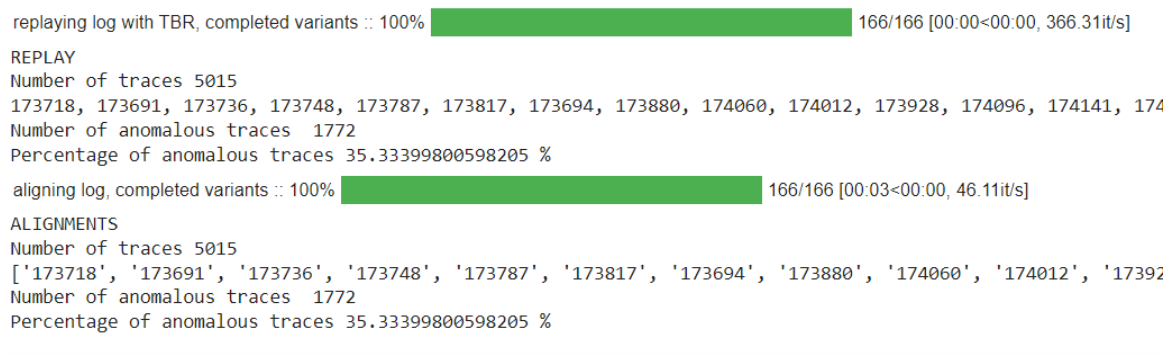 replaying log with TBR, completed variants :: 100% 166/166 [00:00<00:00, 366.31it/s]
REPLAY
Number of traces 5015
173718, 173691, 173736, 173748, 173787, 173817, 173694, 173880, 174060, 174012, 173928, 174096, 174141, 174
Number of anomalous traces  1772
Percentage of anomalous traces 35.33399800598205 %
aligning log, completed variants :: 100% 166/166 [00:03<00:00, 46.11it/s]
ALIGNMENTS
Number of traces 5015
['173718', '173691', '173736', '173748', '173787', '173817', '173694', '173880', '174060', '174012', '17392
Number of anomalous traces  1772
Percentage of anomalous traces 35.33399800598205 %